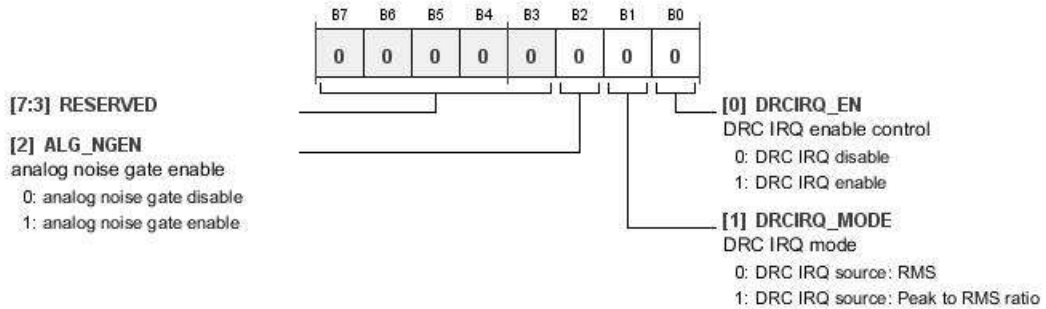 B7 B6 B5 B4 B3 B2 B1 B0
0 0 0 0 0 0 0 0
[7:3] RESERVED
[2] ALG_NGEN
analog noise gate enable
0: analog noise gate disable
1: analog noise gate enable
[0] DRCIRQ_EN
DRC IRQ enable control
0: DRC IRQ disable
1: DRC IRQ enable
[1] DRCIRQ_MODE
DRC IRQ mode
0: DRC IRQ source: RMS
1: DRC IRQ source: Peak to RMS ratio